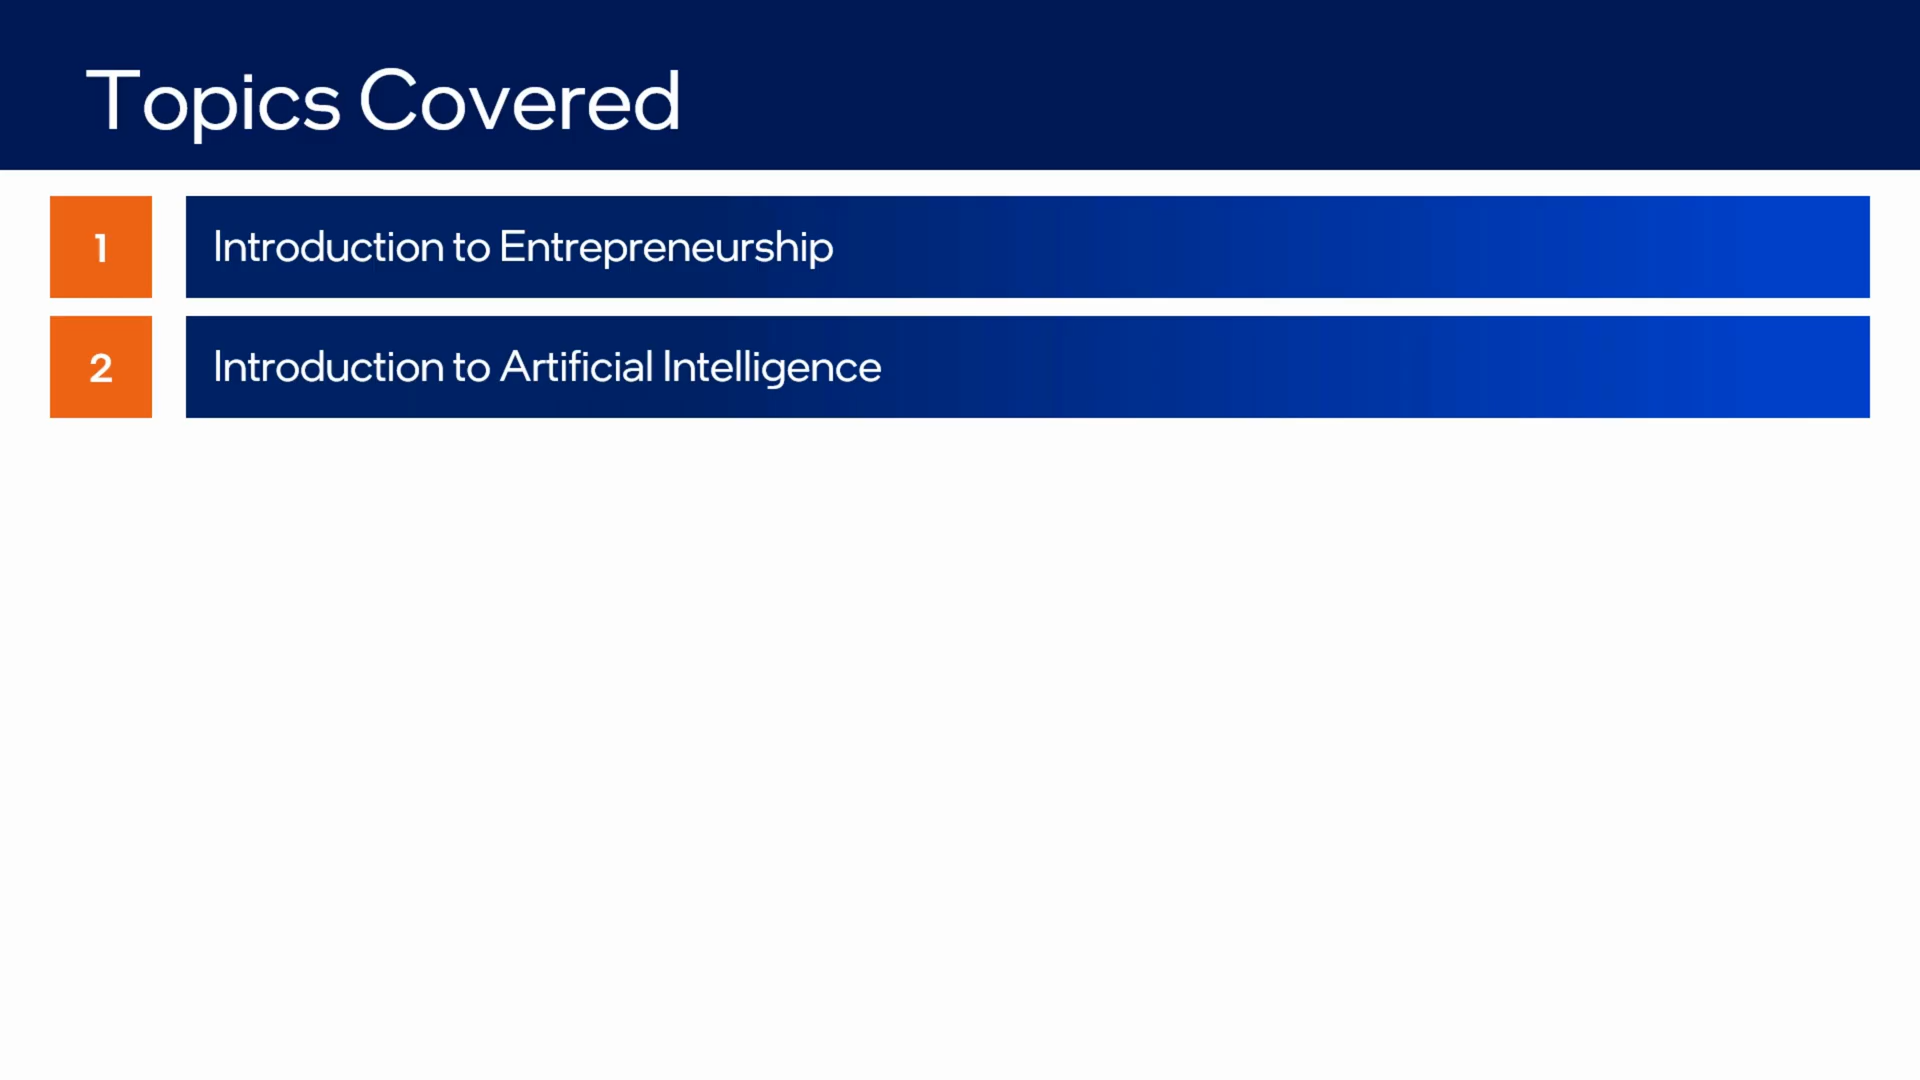 Topics Covered
1
Introduction to Entrepreneurship
2
Introduction to Artificial Intelligence